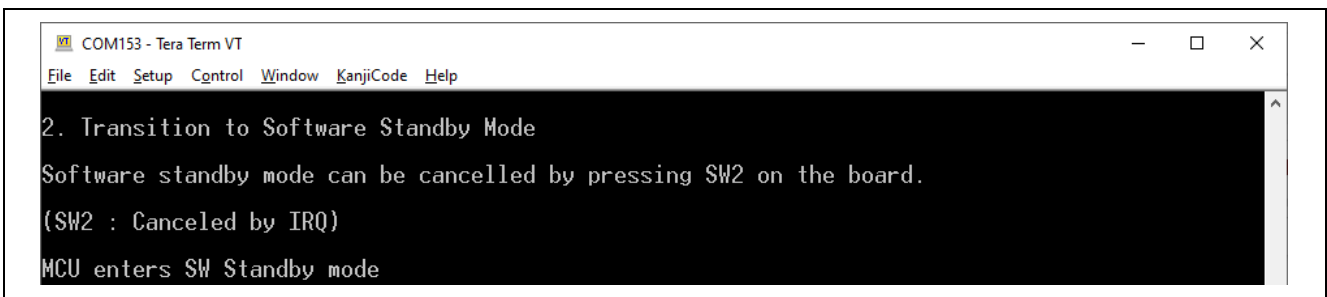 COM153 - Tera Term VT
File Edit Setup Control Window KanjiCode Help
2. Transition to Software Standby Mode
Software standby mode can be cancelled by pressing SW2 on the board.
(SW2 : Canceled by IRQ)
MCU enters SW Standby mode